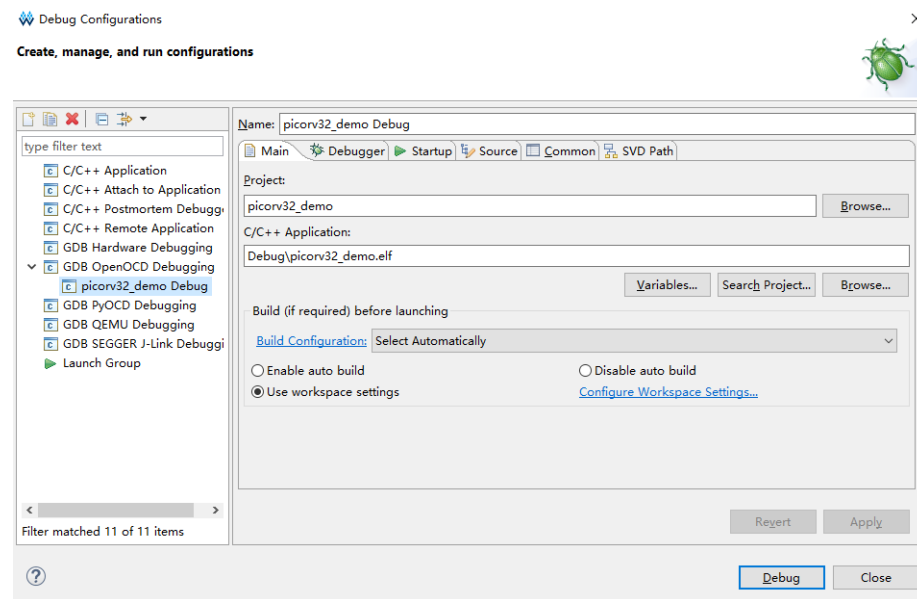 Debug Configurations
Create, manage, and run configurations
type filter text
C/C++ Application
C/C++ Attach to Application
C/C++ Postmortem Debugg
C/C++ Remote Application
GDB Hardware Debugging
GDB OpenOCD Debugging
picorv32_demo Debug
GDB PyOCD Debugging
GDB QEMU Debugging
GDB SEGGER J-Link Debuggi
Launch Group
Filter matched 11 of 11 items
Name: picorv32_demo Debug
Main Debugger Startup Source Common SVD Path
Project:
picorv32_demo Browse...
C/C++ Application:
Debug\picorv32_demo.elf
Variables... Search Project... Browse...
Build (if required) before launching
Build Configuration: Select Automatically
Enable auto build Disable auto build
Use workspace settings Configure Workspace Settings...
Revert Apply
? Debug Close